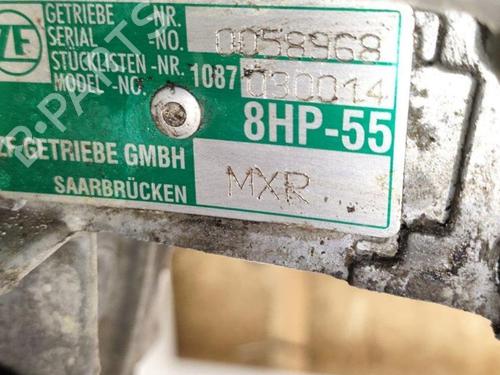 ZF
GETRIEBE -NR.
SERIAL -NO. 0058968
STÜCKLISTEN-NR. 1087
MODEL-NO. 030014
8HP-55
ZF GETRIEBE GMBH
SAARBRÜCKEN MXR
B-PARTS